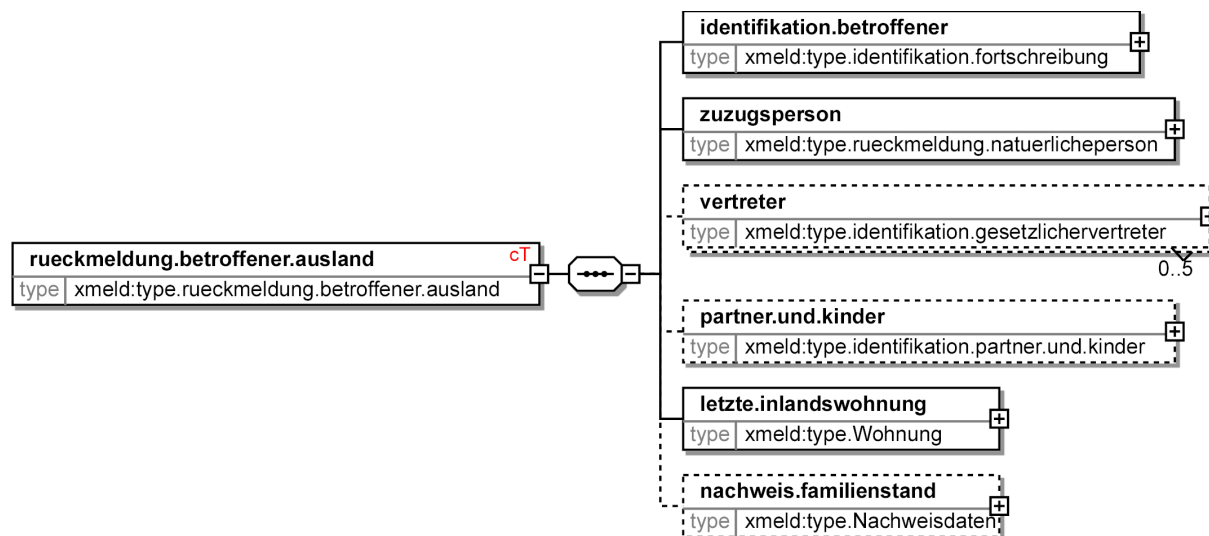 identifikation.betroffener
type xmeld:type.identifikation.fortschreibung
zuzugsperson
type xmeld:type.rueckmeldung.natuerlicheperson
vertreter
type xmeld:type.identifikation.gesetzlichervertreter
0..5
rueckmeldung.betroffener.ausland cT
type xmeld:type.rueckmeldung.betroffener.ausland
partner.und.kinder
type xmeld:type.identifikation.partner.und.kinder
letzte.inlandswohnung
type xmeld:type.Wohnung
nachweis.familienstand
type xmeld:type.Nachweisdaten